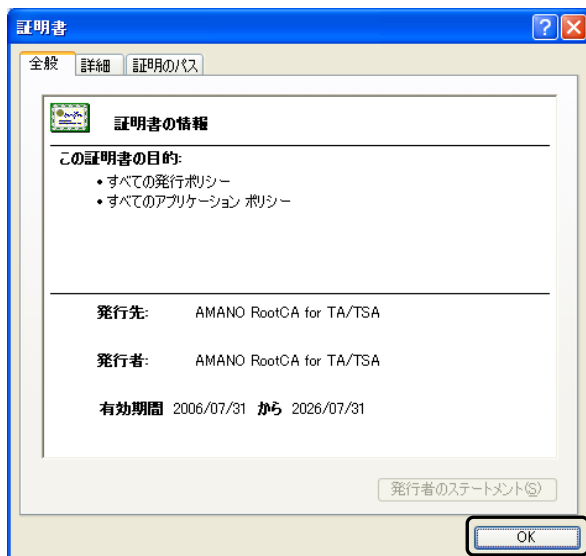 証明書
全般 詳細 証明のパス
証明書の情報
この証明書の目的:
• すべての発行ポリシー
• すべてのアプリケーション ポリシー
発行先: AMANO RootCA for TA/TSA
発行者: AMANO RootCA for TA/TSA
有効期間 2006/07/31 から 2026/07/31
発行者のステートメント(S)
OK